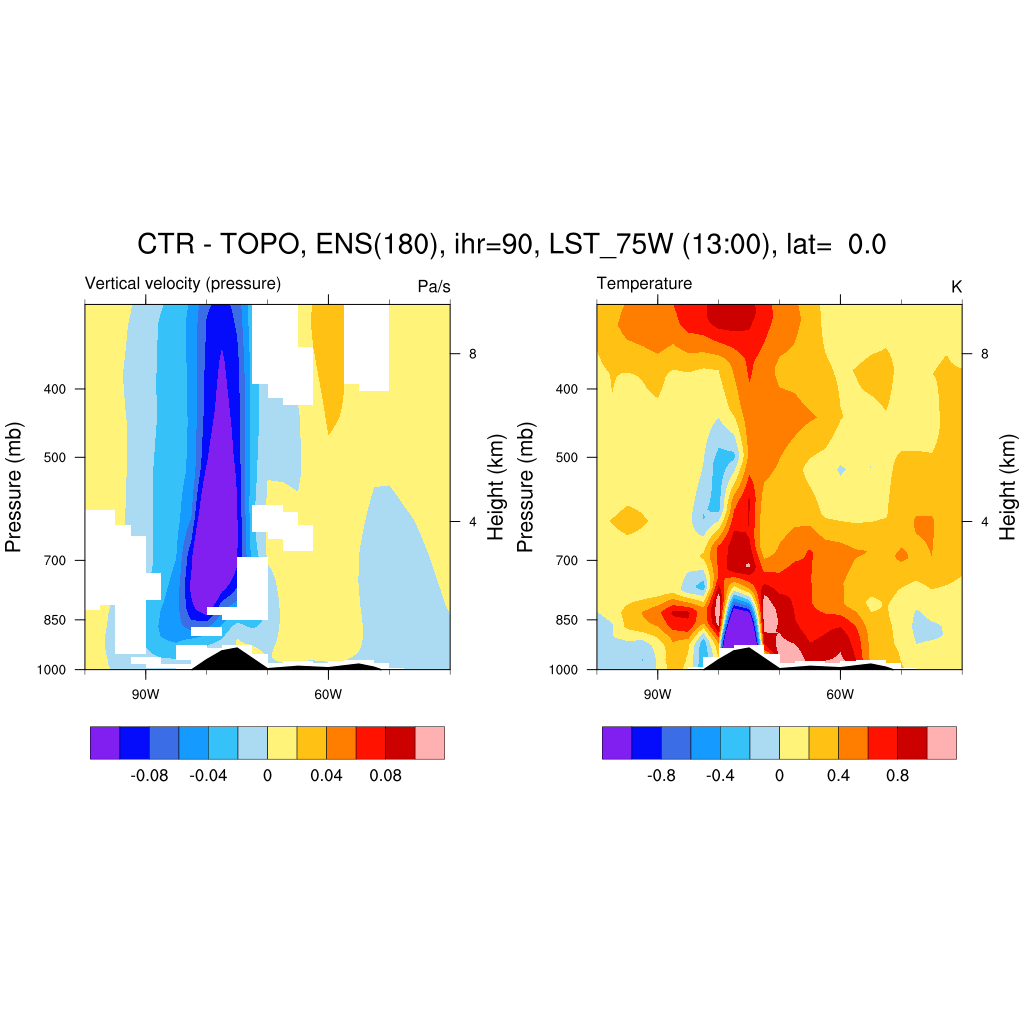 CTR - TOPO, ENS(180), ihr=90, LST_75W (13:00), lat=  0.0
Vertical velocity (pressure) Pa/s
Pressure (mb)
400
500
700
850
1000
8
4
Height (km)
90W 60W
-0.08 -0.04 0 0.04 0.08
Temperature K
Pressure (mb)
400
500
700
850
1000
8
4
Height (km)
90W 60W
-0.8 -0.4 0 0.4 0.8